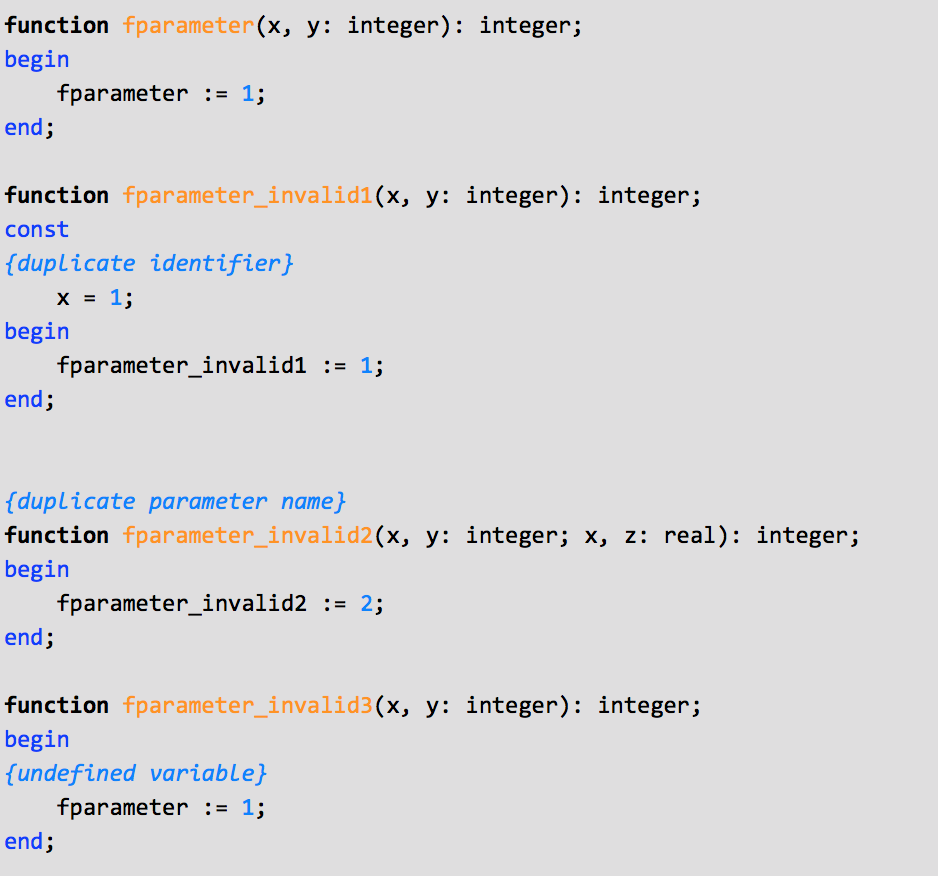 function fparameter(x, y: integer): integer;
begin
    fparameter := 1;
end;

function fparameter_invalid1(x, y: integer): integer;
const
{duplicate identifier}
    x = 1;
begin
    fparameter_invalid1 := 1;
end;


{duplicate parameter name}
function fparameter_invalid2(x, y: integer; x, z: real): integer;
begin
    fparameter_invalid2 := 2;
end;

function fparameter_invalid3(x, y: integer): integer;
begin
{undefined variable}
    fparameter := 1;
end;